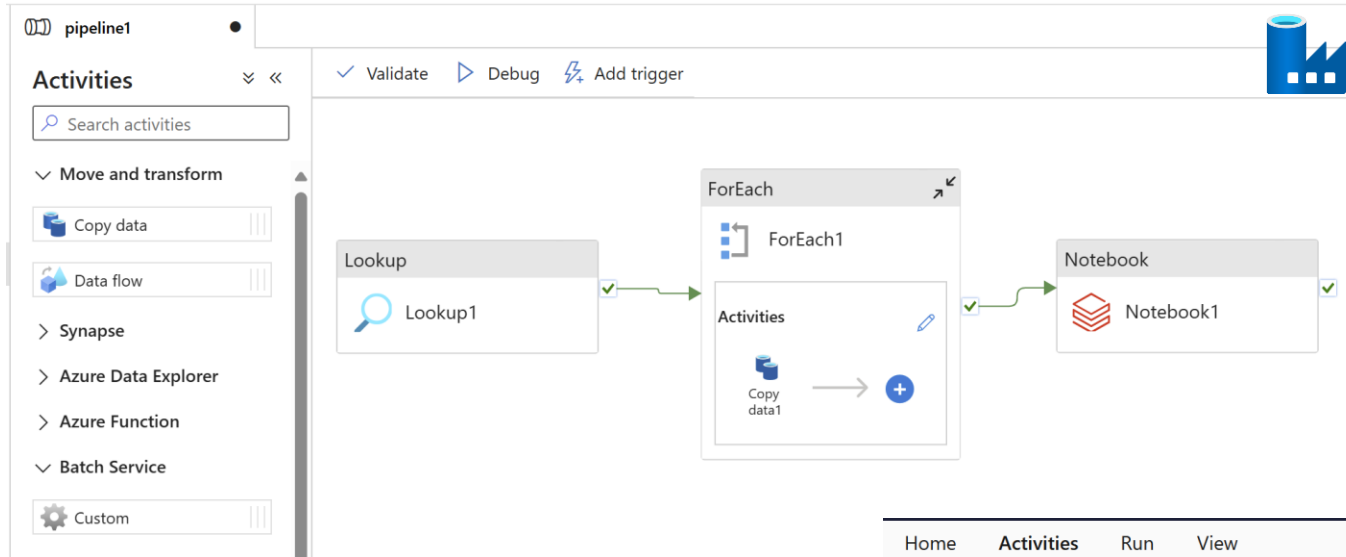 pipeline1
Activities
Search activities
Move and transform
Copy data
Data flow
Synapse
Azure Data Explorer
Azure Function
Batch Service
Custom
Validate Debug Add trigger
Lookup
Lookup1
ForEach
ForEach1
Activities
Copy
data1
Notebook
Notebook1
Home Activities Run View